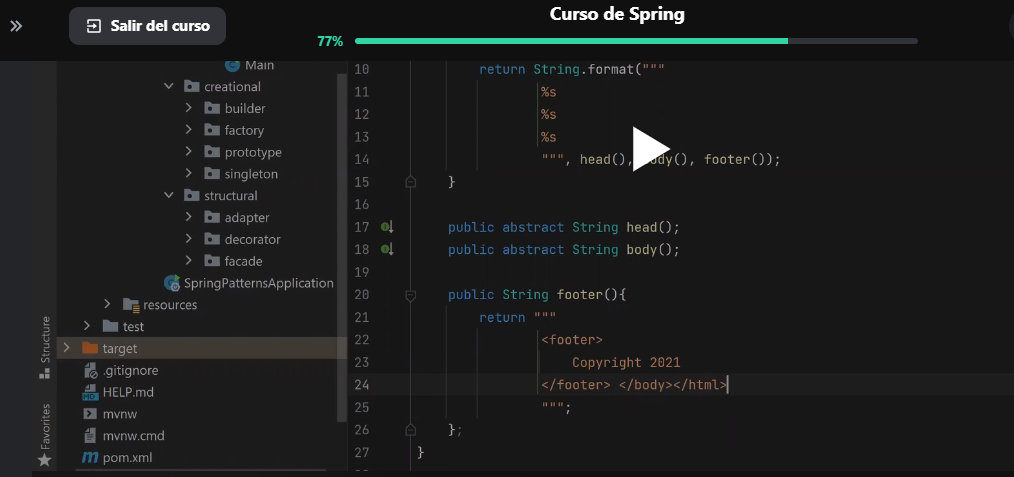 Salir del curso
Curso de Spring
77%
Main
creational
builder
factory
prototype
singleton
structural
adapter
decorator
facade
SpringPatternsApplication
resources
test
target
.gitignore
HELP.md
mvnw
mvnw.cmd
pom.xml
Structure
Favorites
10 return String.format("""
11 %s
12 %s
13 %s
14 """, head(), body(), footer());
15 }
16
17 public abstract String head();
18 public abstract String body();
19
20 public String footer(){
21 return """
22 <footer>
23 Copyright 2021
24 </footer> </body></html>
25 """;
26 };
27 }